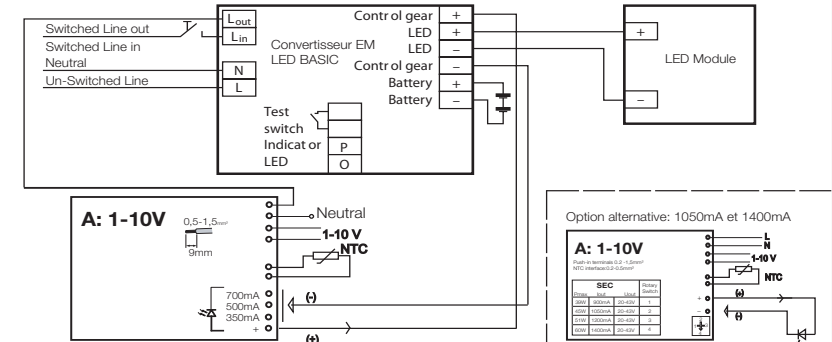 Switched Line out
Switched Line in
Neutral
Un-Switched Line
Lout
Lin
N
L
Convertisseur EM
LED BASIC
Control gear +
LED +
LED –
Control gear –
Battery +
Battery –
Test
switch
Indicator
LED
P
O
+
LED Module
–
A: 1-10V
0,5-1,5mm²
9mm
Neutral
1-10 V
NTC
700mA
500mA
350mA
+
(-)
(+)
Option alternative: 1050mA et 1400mA
A: 1-10V
Push-in terminals 0.2 -1,5mm²
NTC interface:0.2-0,5mm²
SEC Rotary Switch
Pmax Iout Uout
39W 900mA 20-43V 1
45W 1050mA 20-43V 2
51W 1200mA 20-43V 3
60W 1400mA 20-43V 4
L
N
1-10 V
NTC
+ (+)
– (-)